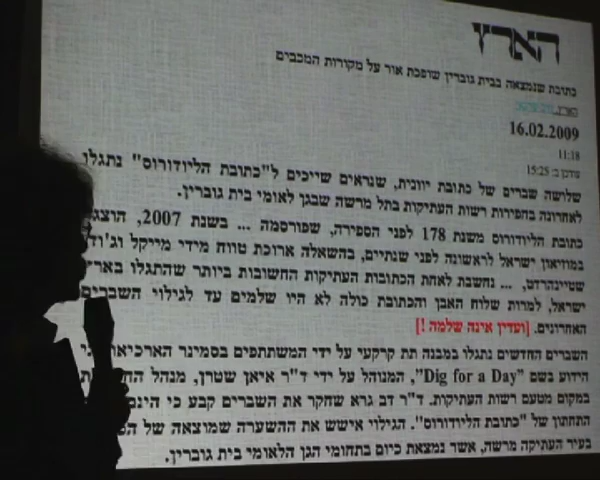 הארץ
כתובת שנמצאה בבית גוברין שופכת אור על מקורות המכבים
16.02.2009
11:18
עודכן ב: 15:25
שלושה שברים של כתובת יוונית, שנראים שייכים ל"כתובת הליודורוס" נתגלו
לאחרונה בחפירות רשות העתיקות בתל מרשה שבגן לאומי בית גוברין.
כתובת הליודורוס משנת 178 לפני הספירה, שפורסמה ... בשנת 2007, הוצגה
במוזיאון ישראל לראשונה לפני שנתיים, בהשאלה ארוכת טווח מידי מייקל וג'ודי
שטיינהרדט, ... נחשבת לאחת הכתובות העתיקות החשובות ביותר שהתגלו בארץ
ישראל, למרות שלוח האבן והכתובת כולה לא היו שלמים עד לגילוי השברים
האחרונים. [ועדין אינה שלמה !]
השברים החדשים נתגלו במבנה תת קרקעי על ידי המשתתפים בסמינר הארכיאו
הידוע בשם "Dig for a Day", המנוהל על ידי ד"ר איאן שטרן, מנהל
במקום מטעם רשות העתיקות. ד"ר דב גרא שחקר את השברים קבע כי
התחתון של "כתובת הליודורוס". הגילוי אישש את ההשערה שמוצאה של
בעיר העתיקה מרשה, אשר נמצאת כיום בתחומי הגן הלאומי בית גוברין.